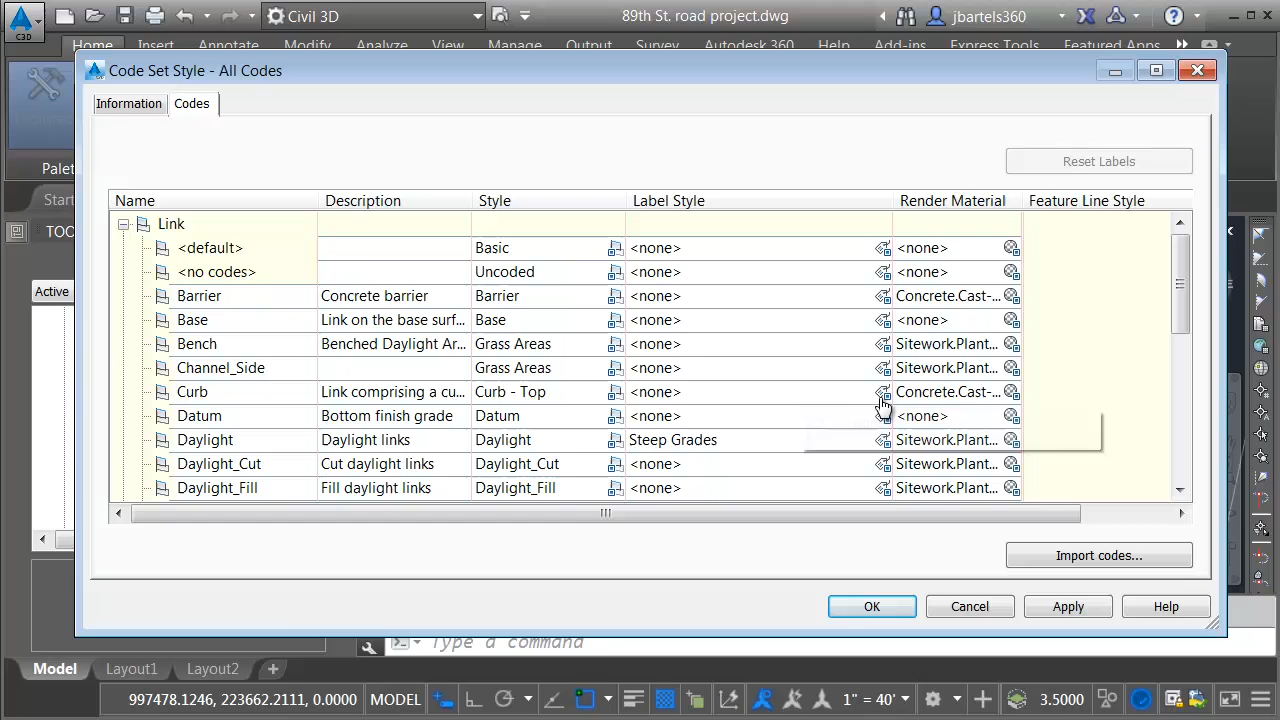 Civil 3D 89th St. road project.dwg jbartels360
C3D
Home Insert Annotate Modify Analyze View Manage Output Survey Autodesk 360 Help Add-ins Express Tools Featured Apps
Code Set Style - All Codes
Information Codes
Reset Labels
Palet
Start
TOO
Active
Name Description Style Label Style Render Material Feature Line Style
Link
<default> Basic <none> <none>
<no codes> Uncoded <none> <none>
Barrier Concrete barrier Barrier <none> Concrete.Cast-...
Base Link on the base surf... Base <none> <none>
Bench Benched Daylight Ar... Grass Areas <none> Sitework.Plant...
Channel_Side Grass Areas <none> Sitework.Plant...
Curb Link comprising a cu... Curb - Top <none> Concrete.Cast-...
Datum Bottom finish grade Datum <none> <none>
Daylight Daylight links Daylight Steep Grades Sitework.Plant...
Daylight_Cut Cut daylight links Daylight_Cut <none> Sitework.Plant...
Daylight_Fill Fill daylight links Daylight_Fill <none> Sitework.Plant...
Import codes...
OK Cancel Apply Help
Type a command
Model Layout1 Layout2 +
997478.1246, 223662.2111, 0.0000 MODEL 1" = 40' 3.5000